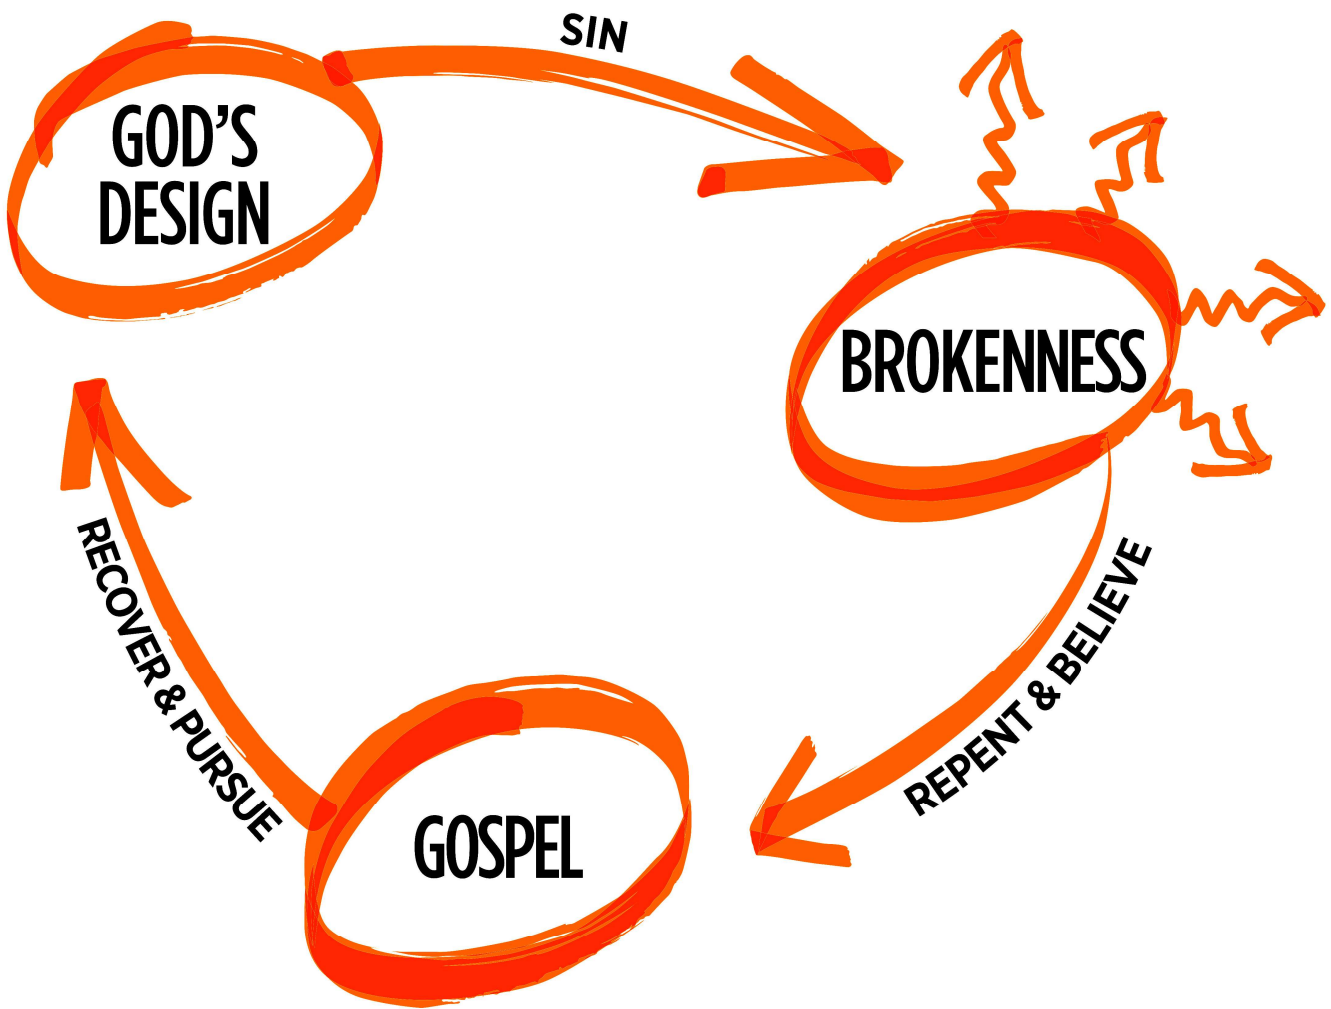 SIN
GOD'S
DESIGN
BROKENNESS
REPENT & BELIEVE
GOSPEL
RECOVER & PURSUE